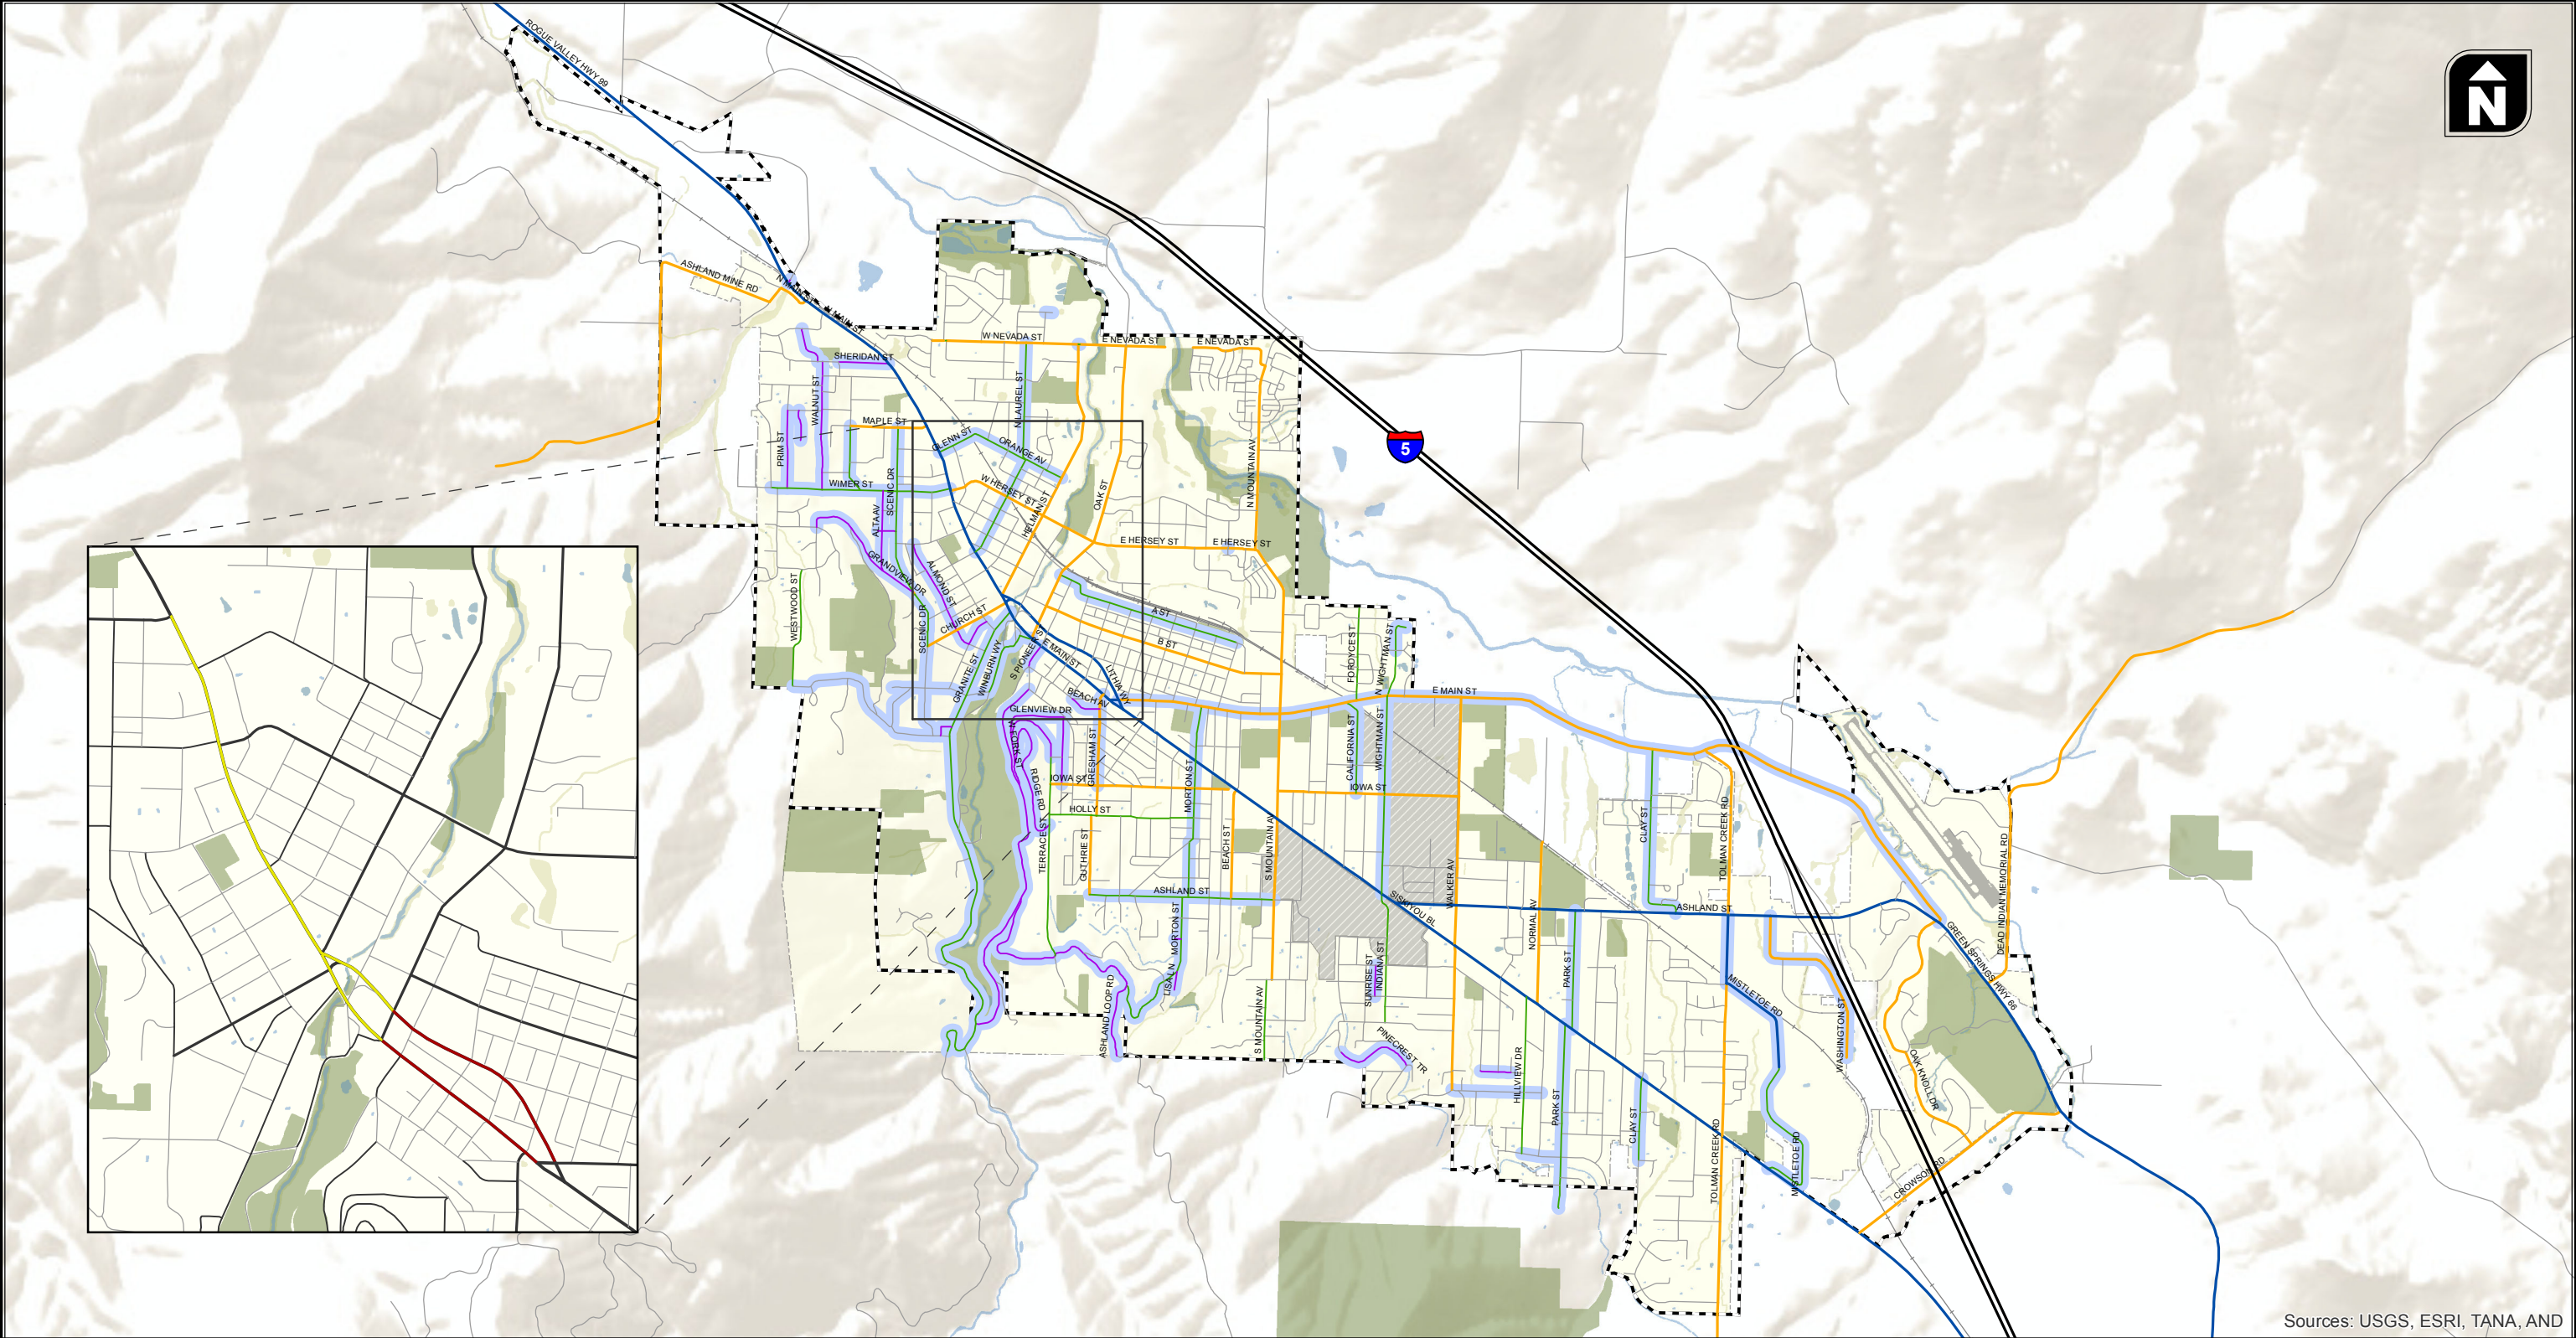 ROGUE VALLEY HWY 99
N
ASHLAND MINE RD
N MAIN ST
N MAIN ST
W NEVADA ST
E NEVADA ST
E NEVADA ST
SHERIDAN ST
WALNUT ST
N LAUREL ST
MAPLE ST
GLENN ST
ORANGE AV
PRIM ST
5
N MOUNTAIN AV
WIMER ST
SCENIC DR
W HERSEY ST
HELMAN ST
OAK ST
ALTA AV
E HERSEY ST
E HERSEY ST
GRANDVIEW DR
ALMOND ST
WESTWOOD ST
SCENIC DR
CHURCH ST
A ST
B ST
FORDYCE ST
N WIGHTMAN ST
GRANITE ST
WINBURN WY
S PIONEER ST
E MAIN ST
LITHIA WY
BEACH AV
E MAIN ST
GLENVIEW DR
W FORK ST
GRESHAM ST
CALIFORNIA ST
WIGHTMAN ST
RIDGE RD
IOWA ST
MORTON ST
IOWA ST
HOLLY ST
TERRACE ST
GUTHRIE ST
BEACH ST
S MOUNTAIN AV
CLAY ST
TOLMAN CREEK RD
DEAD INDIAN MEMORIAL RD
WALKER AV
ASHLAND ST
SISKIYOU BL
ASHLAND ST
NORMAL AV
MORTON ST
GREEN SPRINGS HWY 66
LISA LN
SUNRISE ST
INDIANA ST
PARK ST
MISTLETOE RD
ASHLAND LOOP RD
S MOUNTAIN AV
WASHINGTON ST
PINECREST TR
HILLVIEW DR
OAK KNOLL DR
PARK ST
CLAY ST
TOLMAN CREEK RD
MISTLETOE RD
CROWSON RD
Sources: USGS, ESRI, TANA, AND